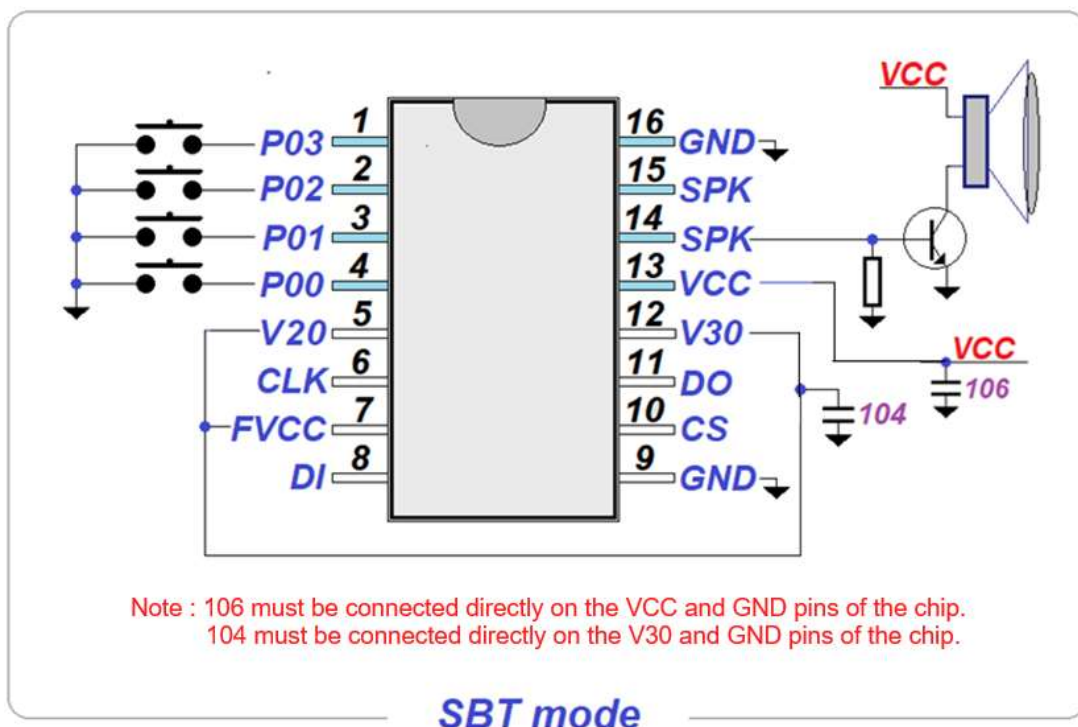 VCC
1 16
P03 GND
2 15
P02 SPK
3 14
P01 SPK
4 13
P00 VCC
5 12
V20 V30
VCC
6 11
CLK DO
106
7 10
FVCC CS
104
8 9
DI GND
Note : 106 must be connected directly on the VCC and GND pins of the chip.
104 must be connected directly on the V30 and GND pins of the chip.
SBT mode